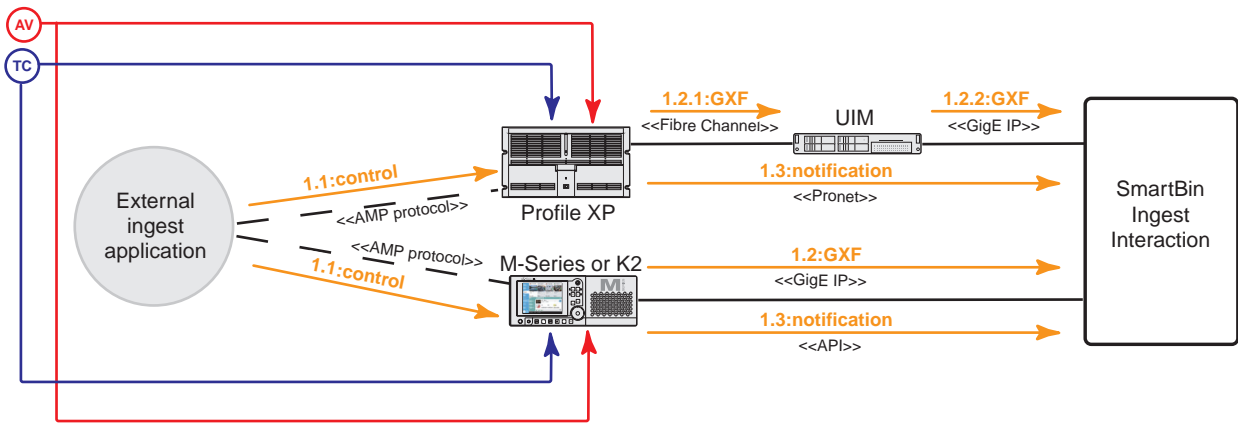 AV
TC
1.2.1:GXF
<<Fibre Channel>>
UIM
1.2.2:GXF
<<GigE IP>>
1.1:control
<<AMP protocol>>
Profile XP
1.3:notification
<<Pronet>>
External
ingest
application
SmartBin
Ingest
Interaction
<<AMP protocol>>
1.1:control
M-Series or K2
M
1.2:GXF
<<GigE IP>>
1.3:notification
<<API>>